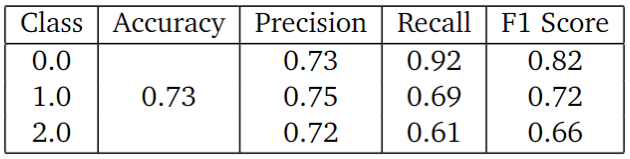 Class Accuracy Precision Recall F1 Score
0.0 0.73 0.92 0.82
1.0 0.73 0.75 0.69 0.72
2.0 0.72 0.61 0.66